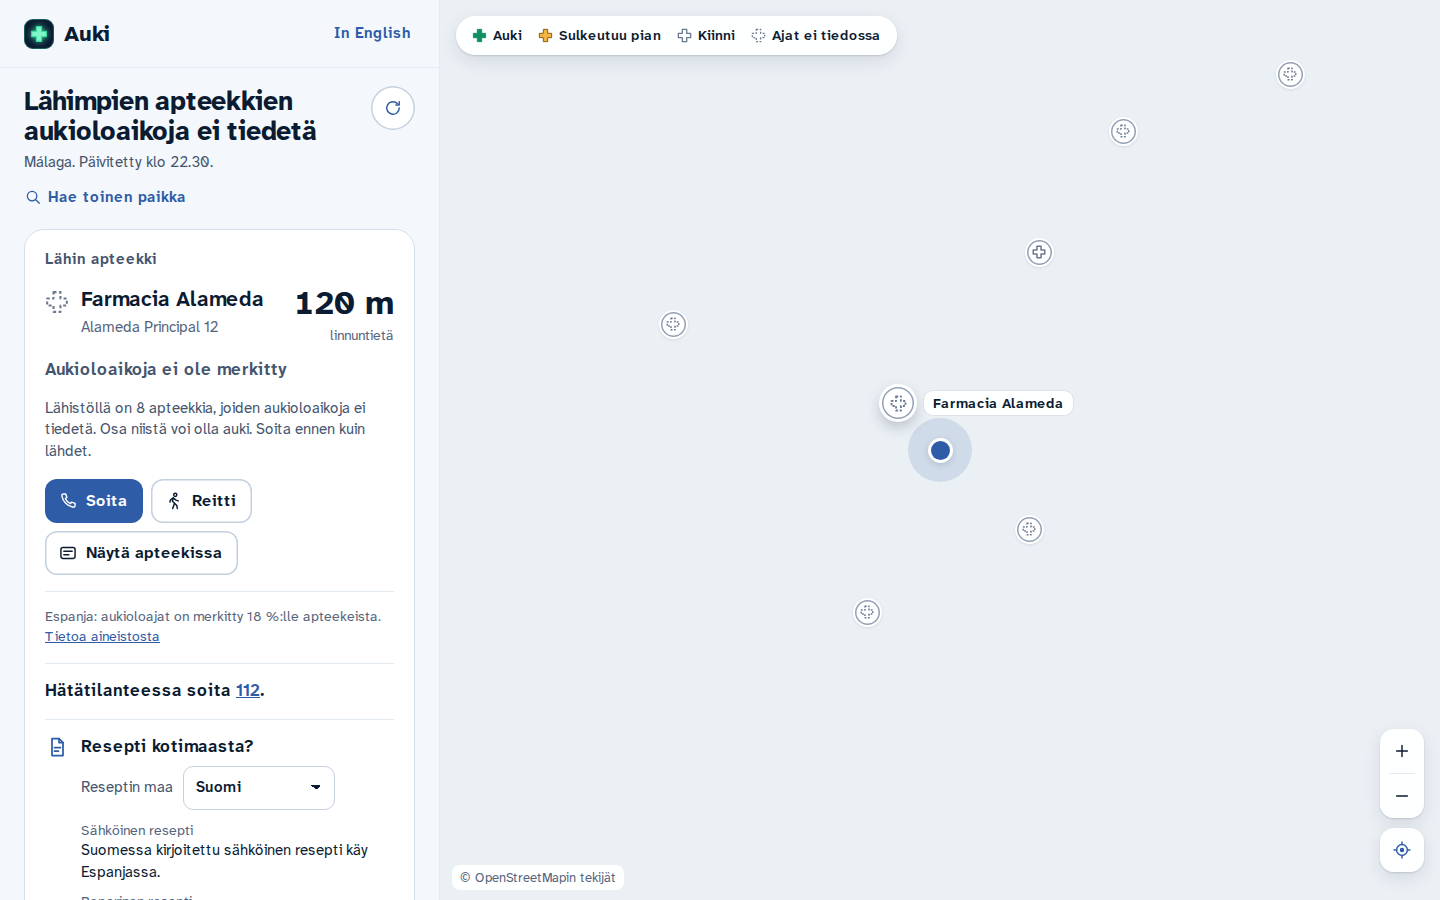 Auki
In English
Lähimpien apteekkien
aukioloaikoja ei tiedetä
Málaga. Päivitetty klo 22.30.
Hae toinen paikka
Lähin apteekki
Farmacia Alameda
120 m
Alameda Principal 12
linnuntietä
Aukioloaikoja ei ole merkitty
Lähistöllä on 8 apteekkia, joiden aukioloaikoja ei
tiedetä. Osa niistä voi olla auki. Soita ennen kuin
lähdet.
Soita
Reitti
Näytä apteekissa
Espanja: aukioloajat on merkitty 18 %:lle apteekeista.
Tietoa aineistosta
Hätätilanteessa soita 112.
Resepti kotimaasta?
Reseptin maa
Suomi
Sähköinen resepti
Suomessa kirjoitettu sähköinen resepti käy
Espanjassa.
Auki
Sulkeutuu pian
Kiinni
Ajat ei tiedossa
Farmacia Alameda
© OpenStreetMapin tekijät